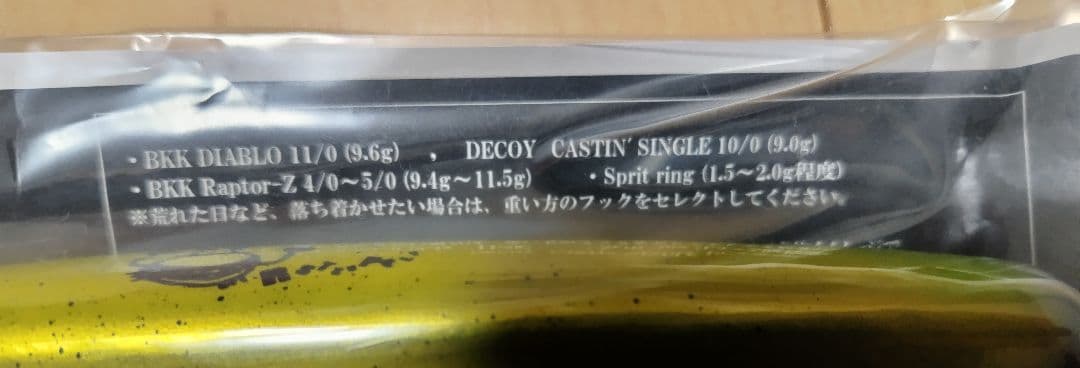 ・BKK DIABLO 11/0 (9.6g) , DECOY CASTIN' SINGLE 10/0 (9.0g)
・BKK Raptor-Z 4/0～5/0 (9.4g～11.5g) ・Sprit ring (1.5～2.0g程度)
※荒れた日など、落ち着かせたい場合は、重い方のフックをセレクトしてください。